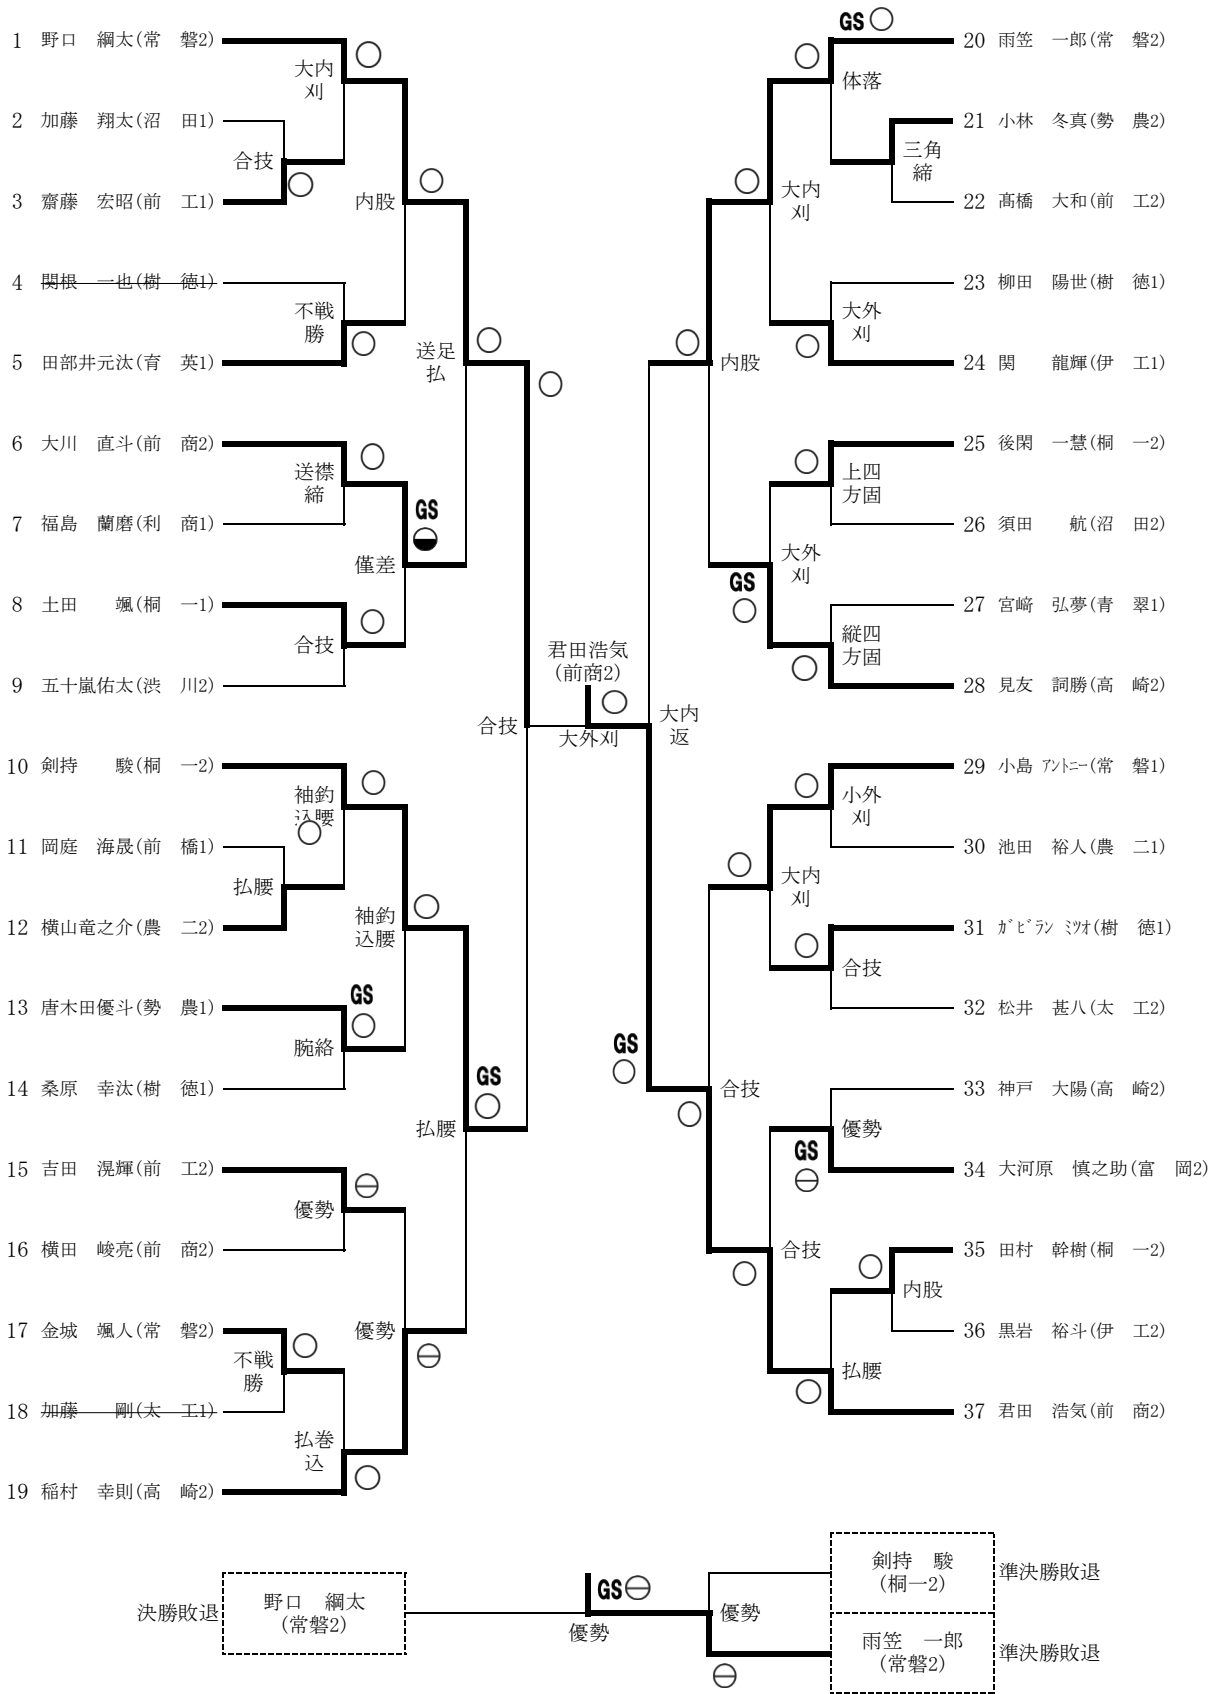 1 野口 綱太(常 磐2)
2 加藤 翔太(沼 田1)
3 齋藤 宏昭(前 工1)
4 関根 一也(樹 徳1)
5 田部井元汰(育 英1)
6 大川 直斗(前 商2)
7 福島 蘭磨(利 商1)
8 土田 颯(桐 一1)
9 五十嵐佑太(渋 川2)
10 剣持 駿(桐 一2)
11 岡庭 海晟(前 橋1)
12 横山竜之介(農 二2)
13 唐木田優斗(勢 農1)
14 桑原 幸汰(樹 徳1)
15 吉田 滉輝(前 工2)
16 横田 峻亮(前 商2)
17 金城 颯人(常 磐2)
18 加藤 剛(太 工1)
19 稲村 幸則(高 崎2)
大内
刈
合技
不戦
勝
送襟
締
合技
袖釣
込腰
払腰
腕絡
GS
優勢
不戦
勝
払巻
込
内股
僅差
GS
袖釣
込腰
優勢
送足
払
払腰
GS
合技
君田浩気
(前商2)
大外刈
大内
返
GS
内股
合技
大内
刈
大外
刈
GS
大内
刈
合技
GS
体落
三角
締
大外
刈
上四
方固
縦四
方固
小外
刈
合技
優勢
GS
内股
払腰
20 雨笠 一郎(常 磐2)
21 小林 冬真(勢 農2)
22 髙橋 大和(前 工2)
23 柳田 陽世(樹 徳1)
24 関 龍輝(伊 工1)
25 後閑 一慧(桐 一2)
26 須田 航(沼 田2)
27 宮﨑 弘夢(青 翠1)
28 見友 詞勝(高 崎2)
29 小島 アントニー(常 磐1)
30 池田 裕人(農 二1)
31 ガビラン ミツオ(樹 徳1)
32 松井 甚八(太 工2)
33 神戸 大陽(高 崎2)
34 大河原 慎之助(富 岡2)
35 田村 幹樹(桐 一2)
36 黒岩 裕斗(伊 工2)
37 君田 浩気(前 商2)
決勝敗退
野口 綱太
(常磐2)
GS
優勢
優勢
剣持 駿
(桐一2)
準決勝敗退
雨笠 一郎
(常磐2)
準決勝敗退